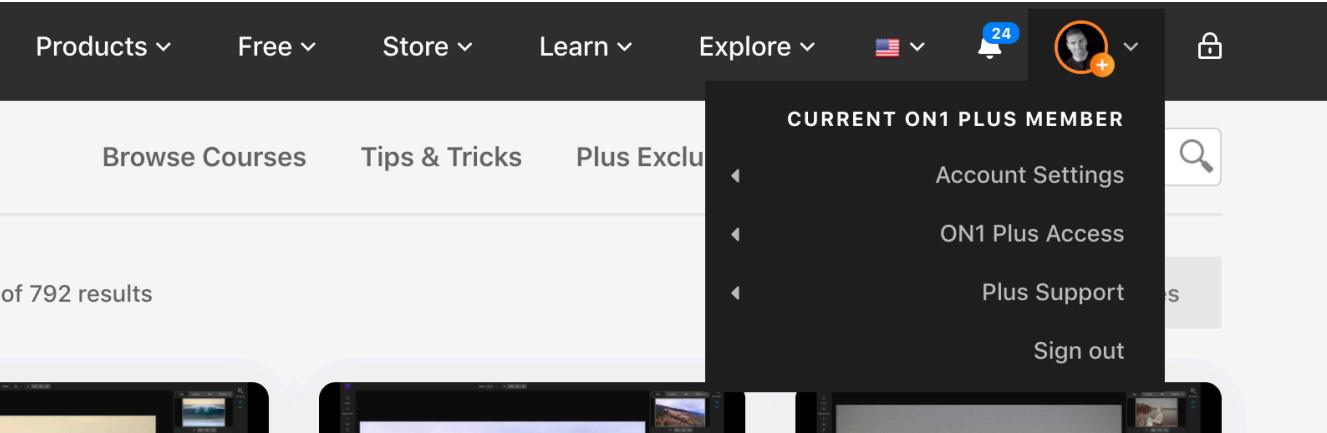 Products Free Store Learn Explore 24
CURRENT ON1 PLUS MEMBER
Browse Courses Tips & Tricks Plus Exclu
Account Settings
ON1 Plus Access
of 792 results
Plus Support
Sign out